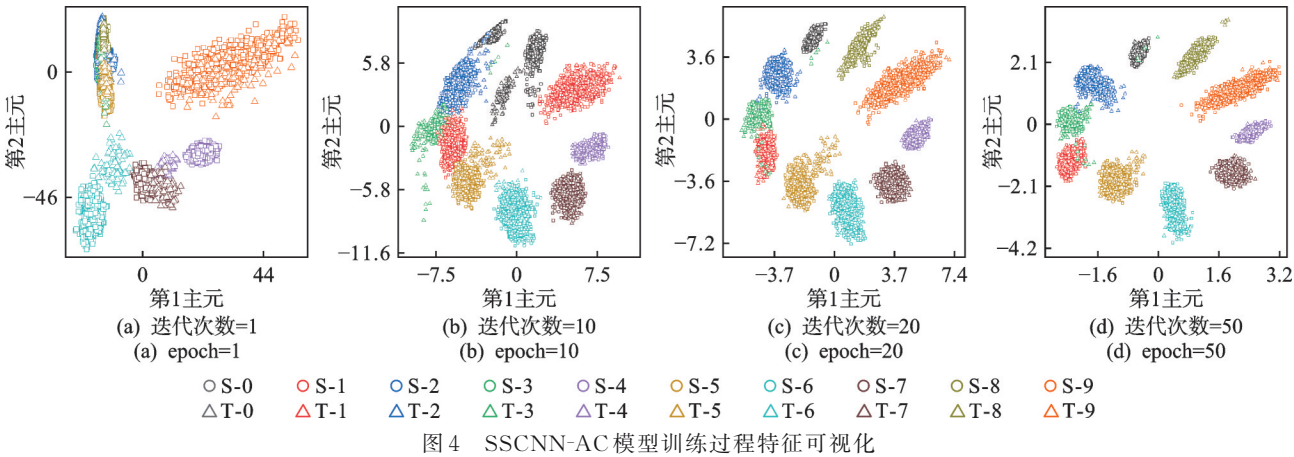 0
−46
第2主元
0
44
第1主元
(a) 迭代次数=1
(a) epoch=1
5.8
0
−5.8
−11.6
第2主元
−7.5
0
7.5
第1主元
(b) 迭代次数=10
(b) epoch=10
3.6
0
−3.6
−7.2
第2主元
−3.7
0
3.7
7.4
第1主元
(c) 迭代次数=20
(c) epoch=20
2.1
0
−2.1
−4.2
第2主元
−1.6
0
1.6
3.2
第1主元
(d) 迭代次数=50
(d) epoch=50
S-0 S-1 S-2 S-3 S-4 S-5 S-6 S-7 S-8 S-9
T-0 T-1 T-2 T-3 T-4 T-5 T-6 T-7 T-8 T-9
图4 SSCNN-AC模型训练过程特征可视化